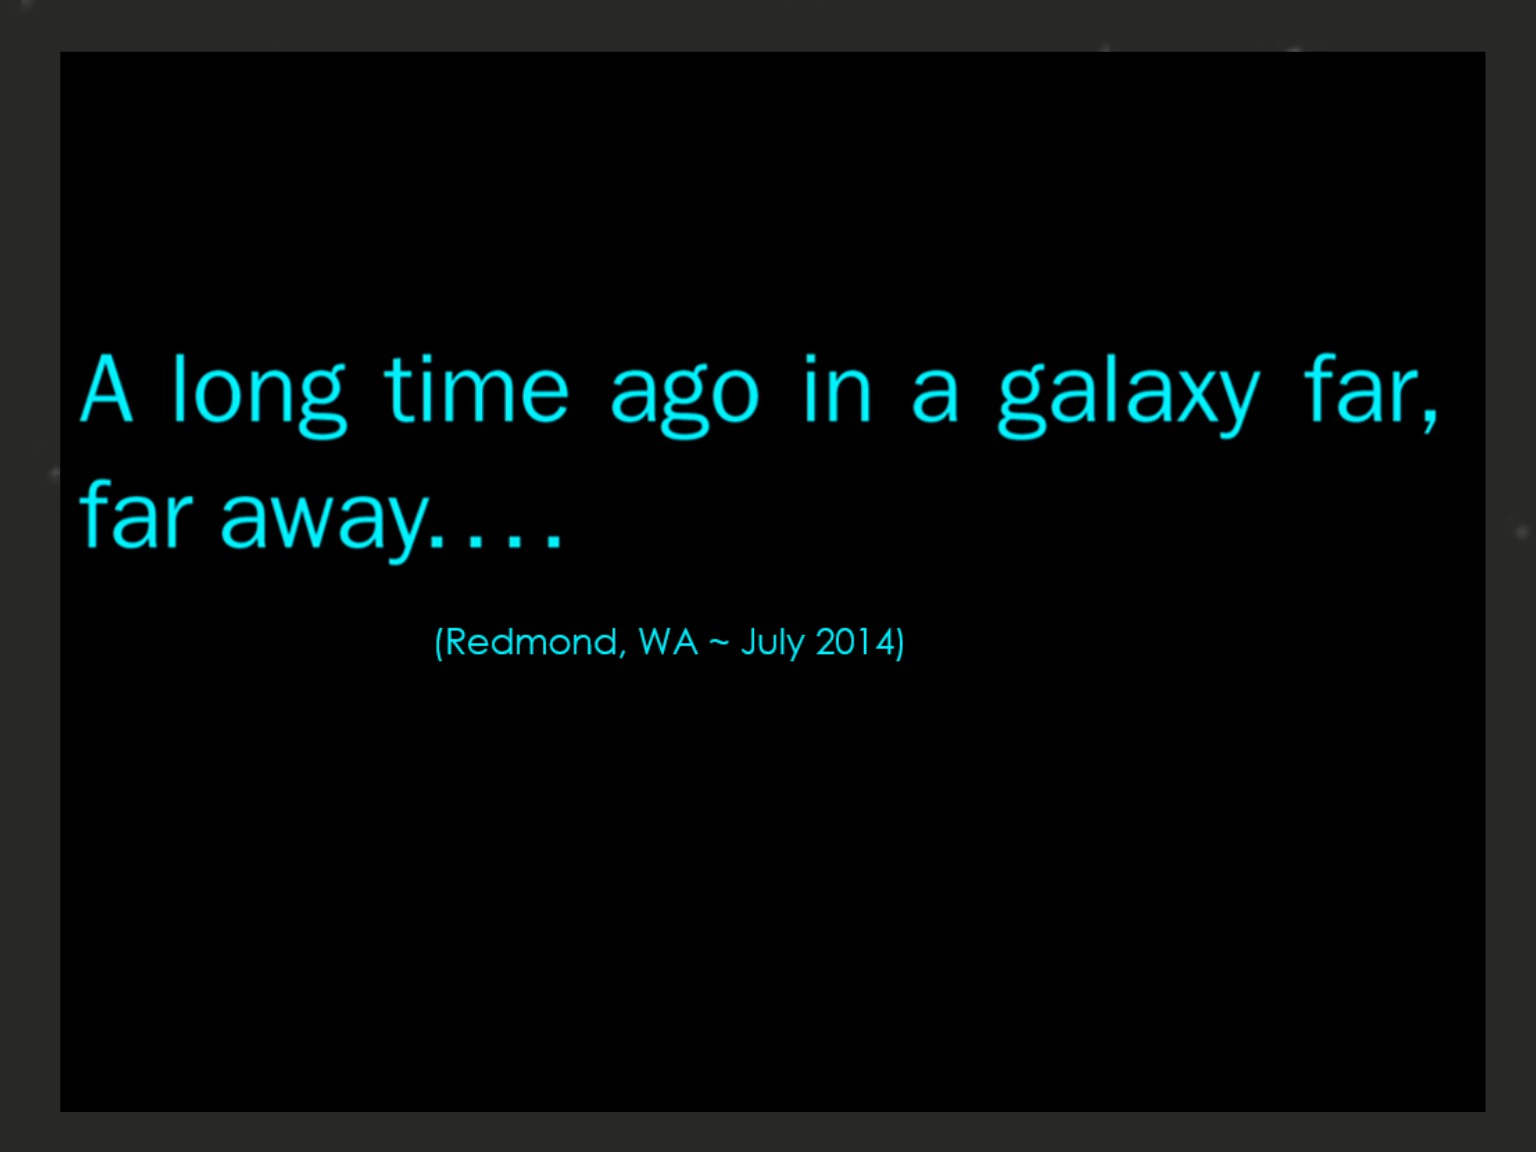 A long time ago in a galaxy far,
far away....
(Redmond, WA ~ July 2014)